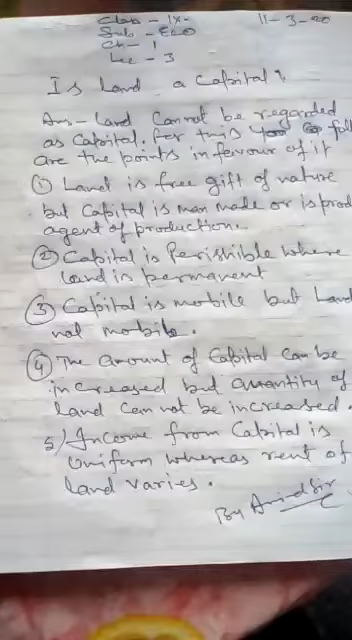 Class - IX -
11-3-20
Sub - ECO
Ch - 1
Lec - 3
Is Land a Capital?
Ans - Land Cannot be regarded
as Capital. For this
are the points in favour of it
① Land is free gift of nature
but Capital is man made or is prod
agent of production.
② Capital is Perishible where
Land is permanent
③ Capital is mobile but Land
not mobile.
④ The amount of Capital can be
increased but Quantity of
Land can not be increased.
5) Income from Capital is
Uniform whereas rent of
Land varies.
By Sir